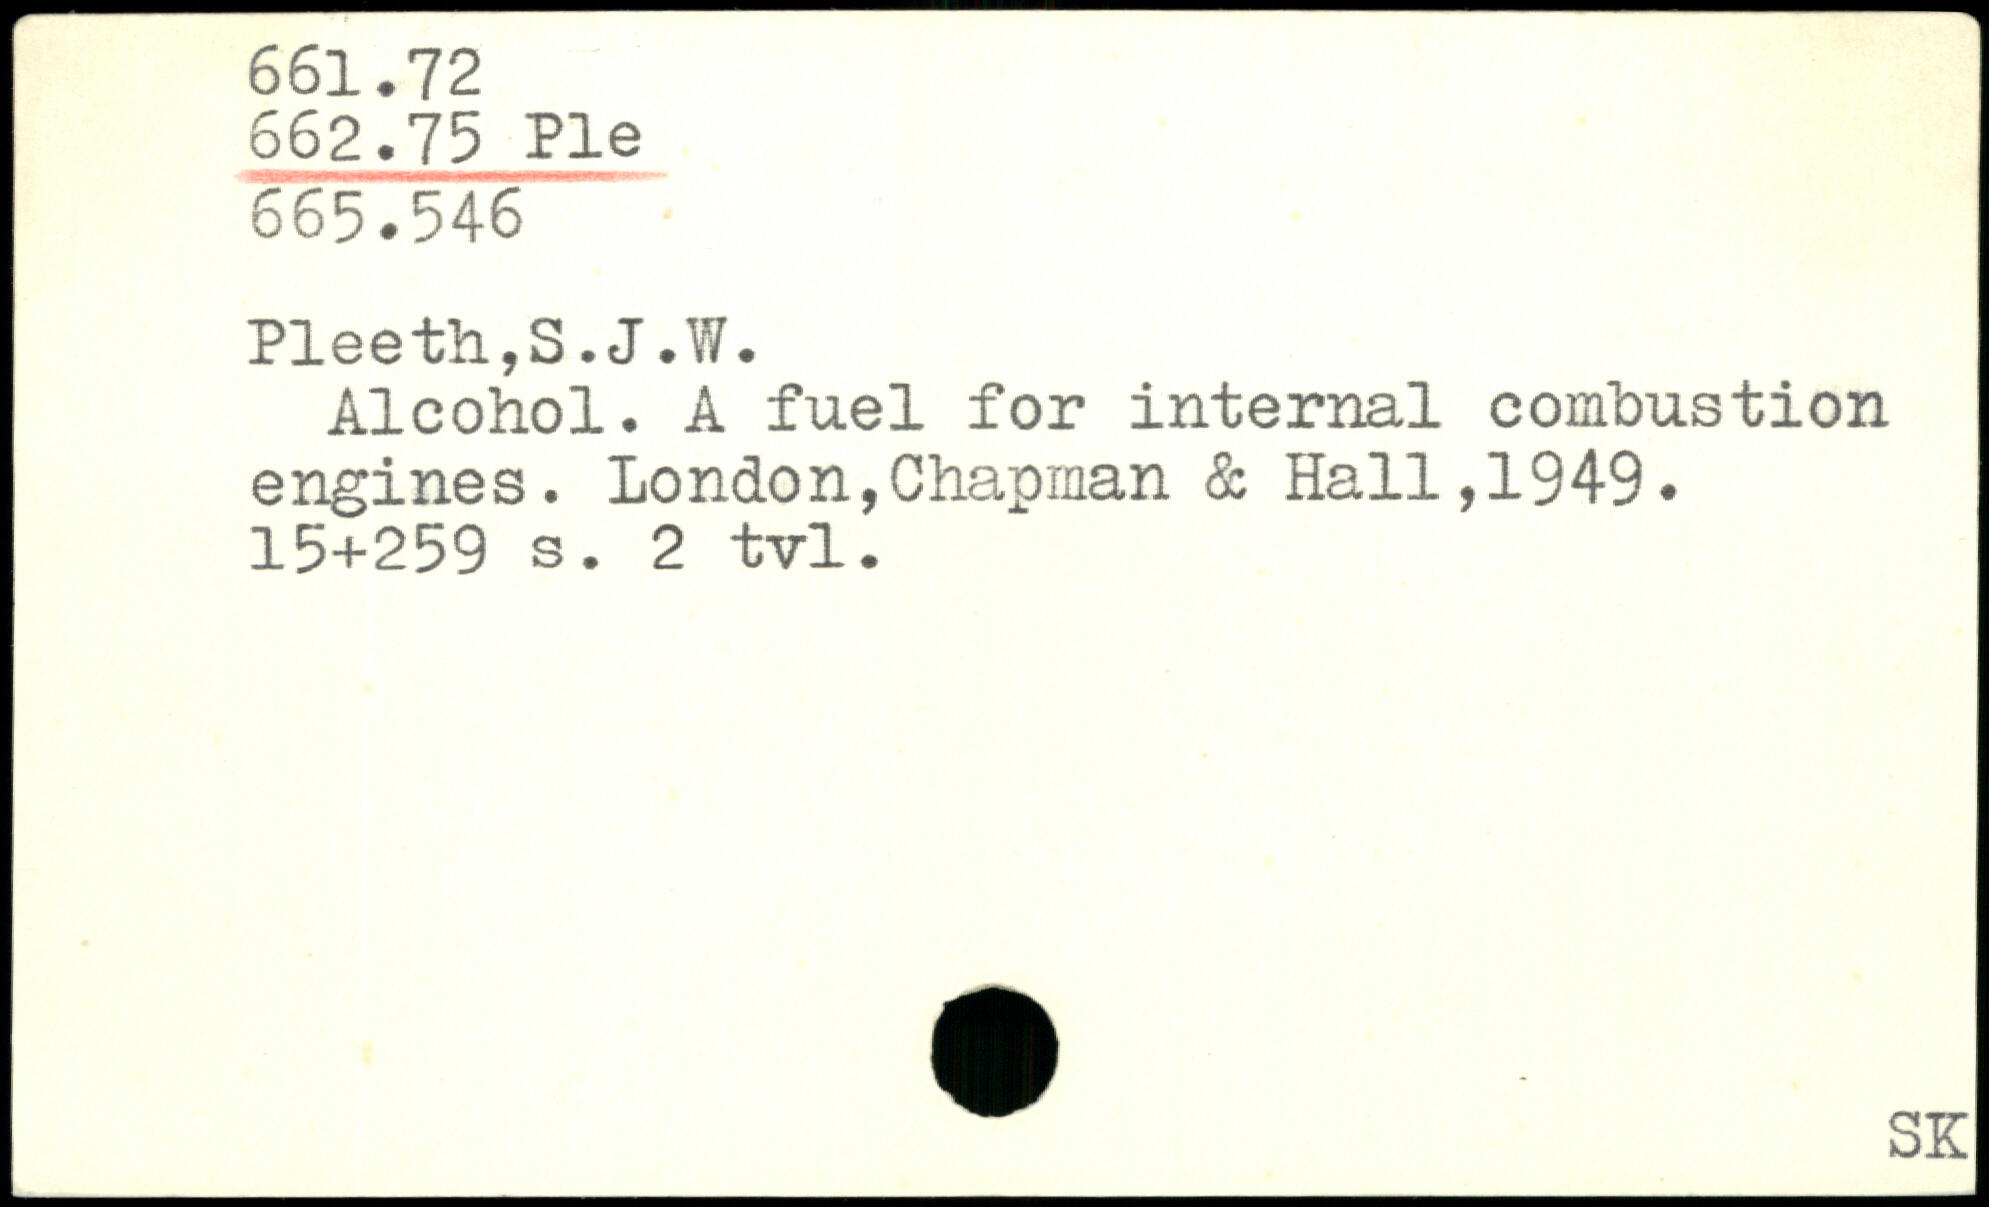 661.72
662.75 Ple
665.546
Pleeth,S.J.W.
Alcohol. A fuel for internal combustion
engines. London,Chapman & Hall,1949.
15+259 s. 2 tvl.
SK